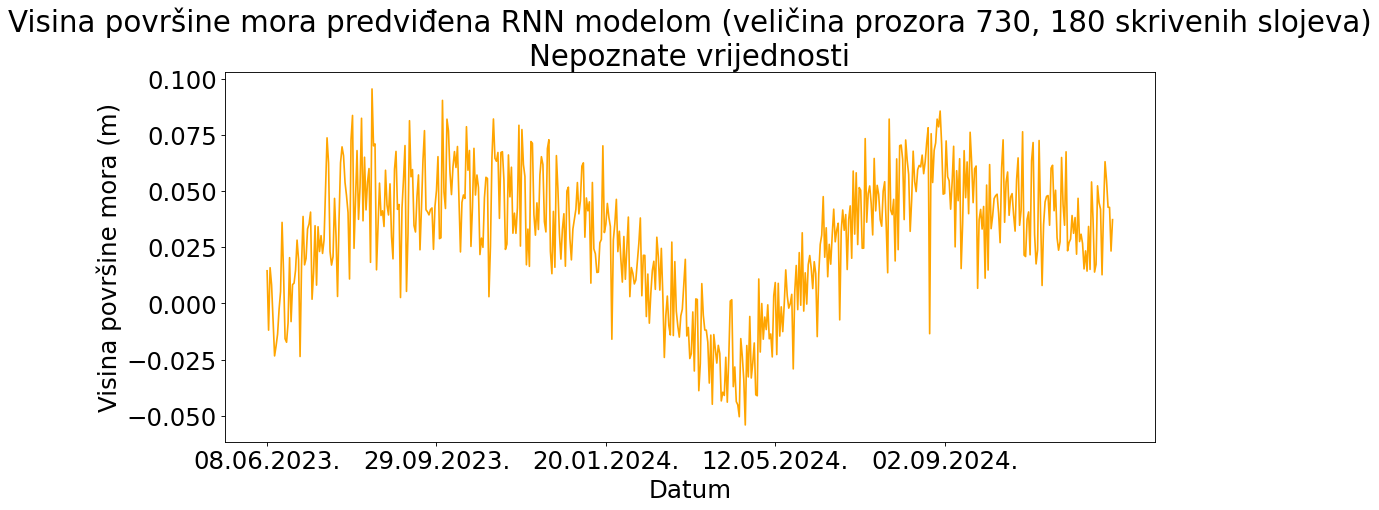 Visina površine mora predviđena RNN modelom (veličina prozora 730, 180 skrivenih slojeva)
Nepoznate vrijednosti
Visina površine mora (m)
0.100
0.075
0.050
0.025
0.000
−0.025
−0.050
08.06.2023. 29.09.2023. 20.01.2024. 12.05.2024. 02.09.2024.
Datum